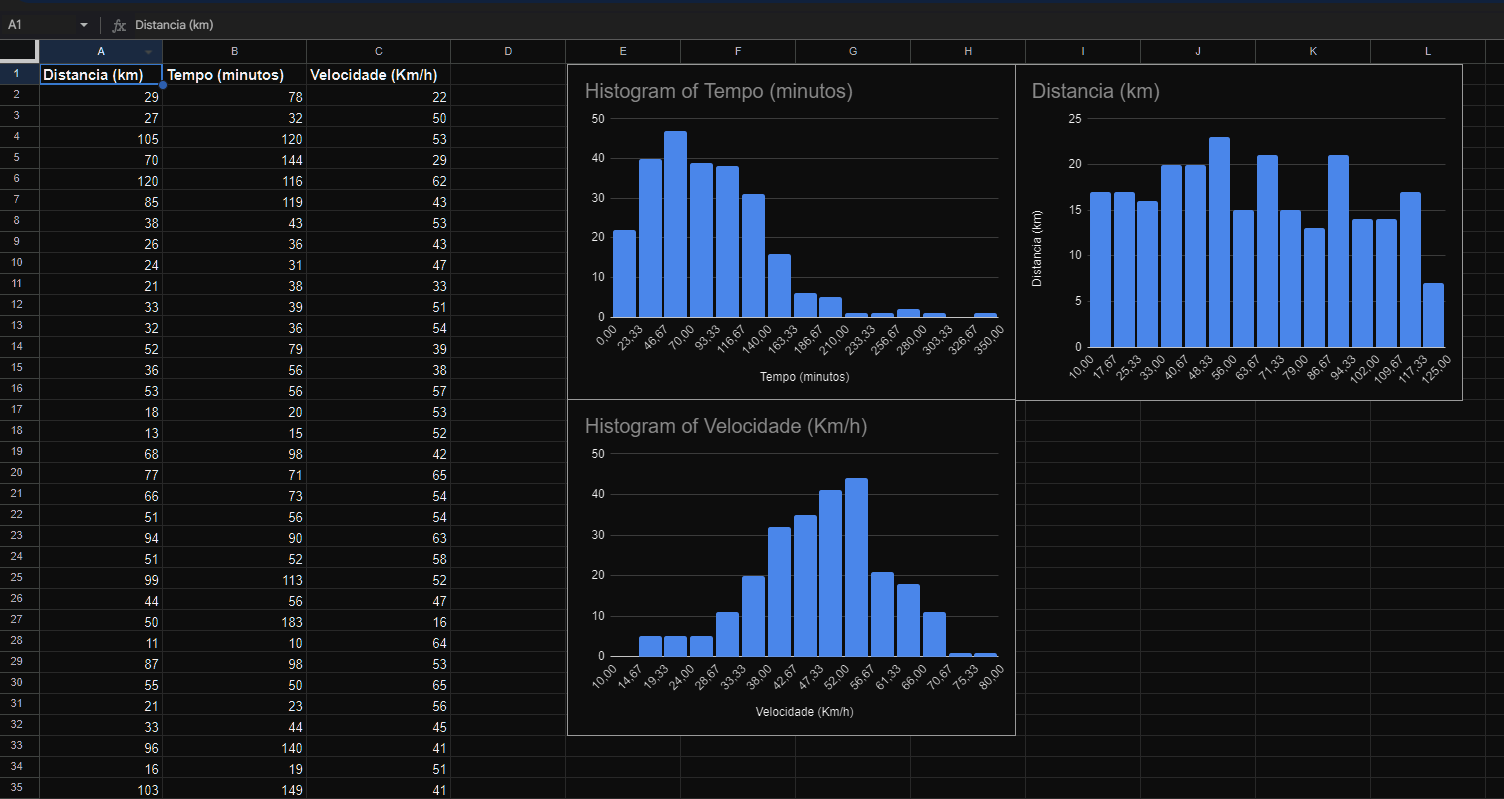 A1 fx Distancia (km)
A B C D E F G H I J K L
1 Distancia (km) Tempo (minutos) Velocidade (Km/h)
2 29 78 22
3 27 32 50
4 105 120 53
5 70 144 29
6 120 116 62
7 85 119 43
8 38 43 53
9 26 36 43
10 24 31 47
11 21 38 33
12 33 39 51
13 32 36 54
14 52 79 39
15 36 56 38
16 53 56 57
17 18 20 53
18 13 15 52
19 68 98 42
20 77 71 65
21 66 73 54
22 51 56 54
23 94 90 63
24 51 52 58
25 99 113 52
26 44 56 47
27 50 183 16
28 11 10 64
29 87 98 53
30 55 50 65
31 21 23 56
32 33 44 45
33 96 140 41
34 16 19 51
35 103 149 41
Histogram of Tempo (minutos)
50
40
30
20
10
0
0,00 23,33 46,67 70,00 93,33 116,67 140,00 163,33 186,67 210,00 233,33 256,67 280,00 303,33 326,67 350,00
Tempo (minutos)
Distancia (km)
Distancia (km)
25
20
15
10
5
0
10,00 17,67 25,33 33,00 40,67 48,33 56,00 63,67 71,33 79,00 86,67 94,33 102,00 109,67 117,33 125,00
Histogram of Velocidade (Km/h)
50
40
30
20
10
0
10,00 14,67 19,33 24,00 28,67 33,33 38,00 42,67 47,33 52,00 56,67 61,33 66,00 70,67 75,33 80,00
Velocidade (Km/h)